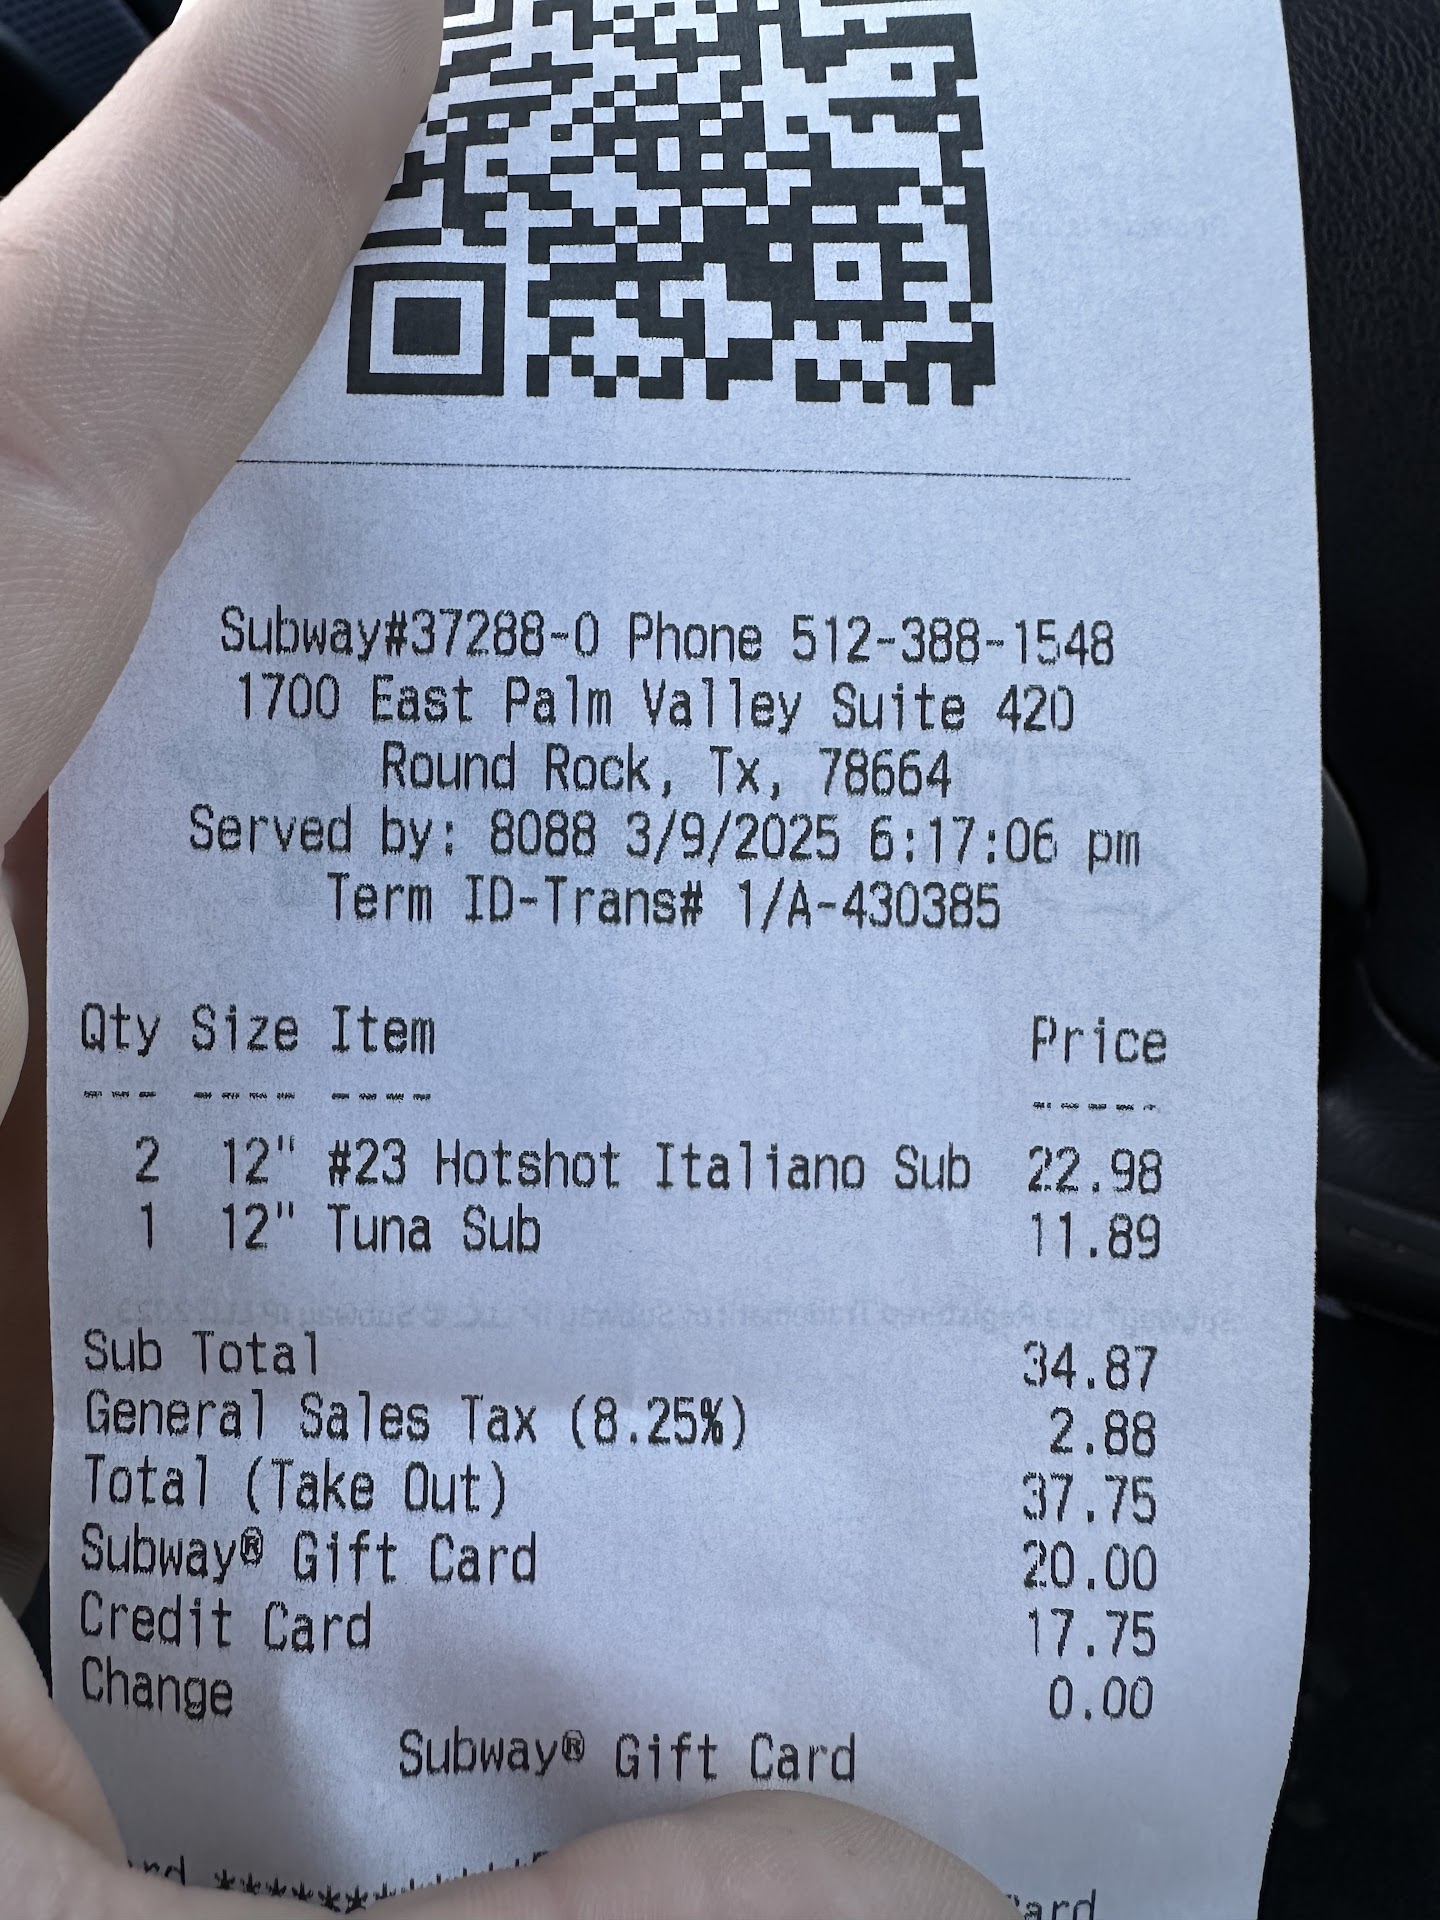 Subway#37288-0 Phone 512-388-1548
1700 East Palm Valley Suite 420
Round Rock, Tx, 78664
Served by: 8088 3/9/2025 6:17:06 pm
Term ID-Trans# 1/A-430385
Qty Size Item Price
--- ---- ---- -----
2 12" #23 Hotshot Italiano Sub 22.98
1 12" Tuna Sub 11.89
Sub Total 34.87
General Sales Tax (8.25%) 2.88
Total (Take Out) 37.75
Subway® Gift Card 20.00
Credit Card 17.75
Change 0.00
Subway® Gift Card